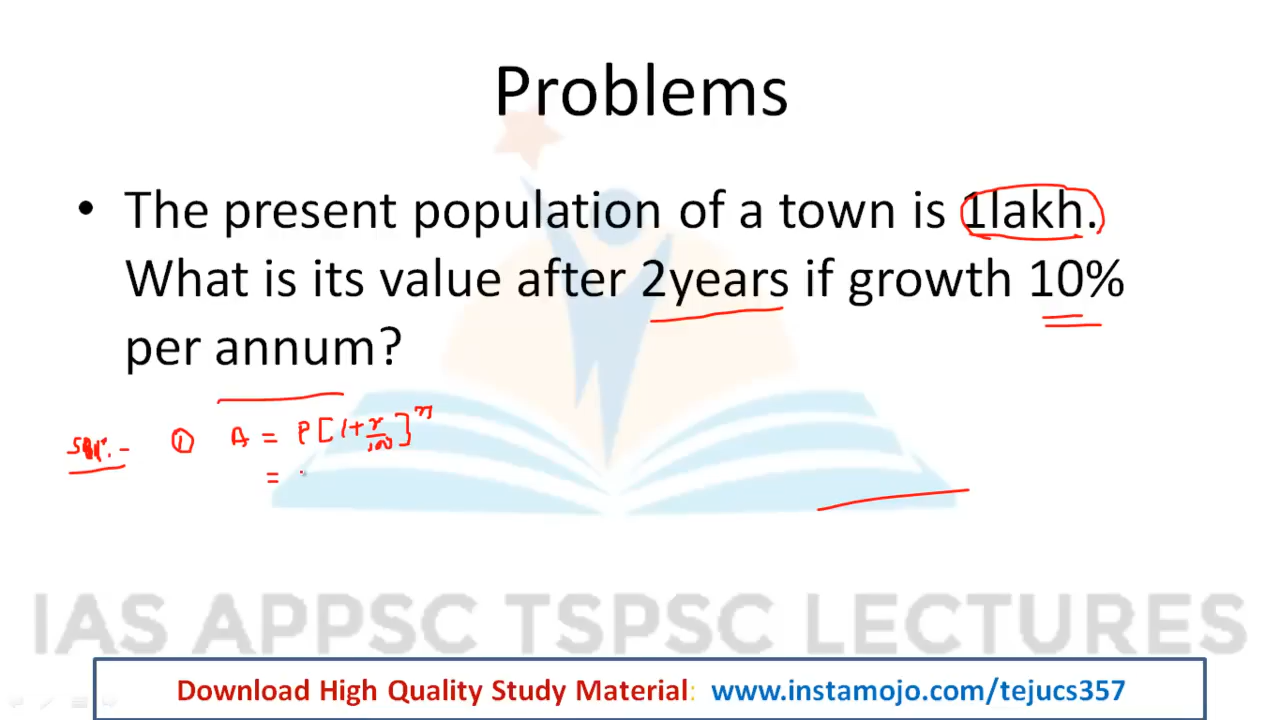 Problems
• The present population of a town is 1lakh.
What is its value after 2years if growth 10%
per annum?
① A = P[1+r/100]^n
=
IAS APPSC TSPSC LECTURES
Download High Quality Study Material: www.instamojo.com/tejucs357